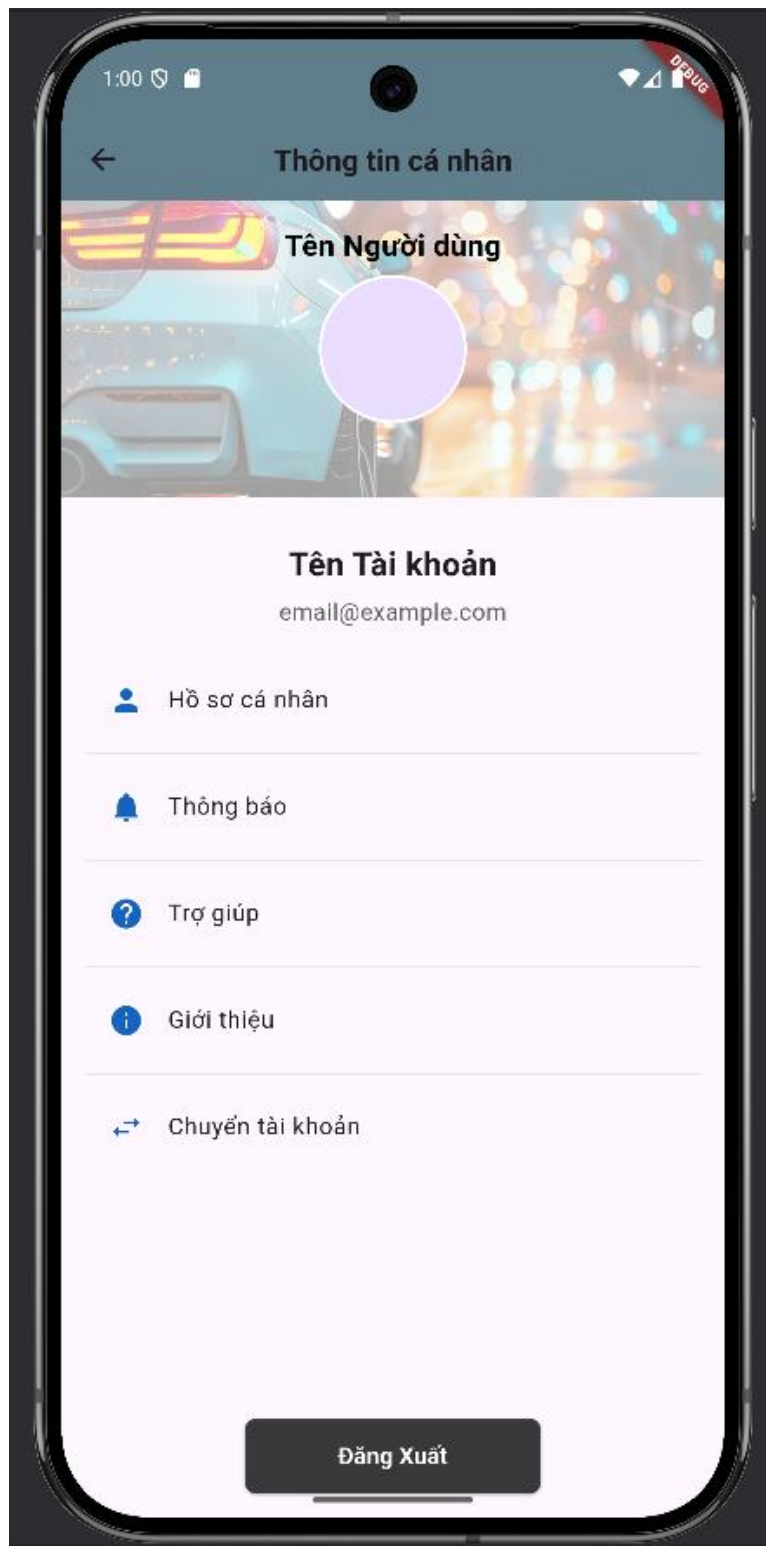 1:00
DEBUG
Thông tin cá nhân
Tên Người dùng
Tên Tài khoản
email@example.com
Hồ sơ cá nhân
Thông báo
Trợ giúp
Giới thiệu
Chuyển tài khoản
Đăng Xuất